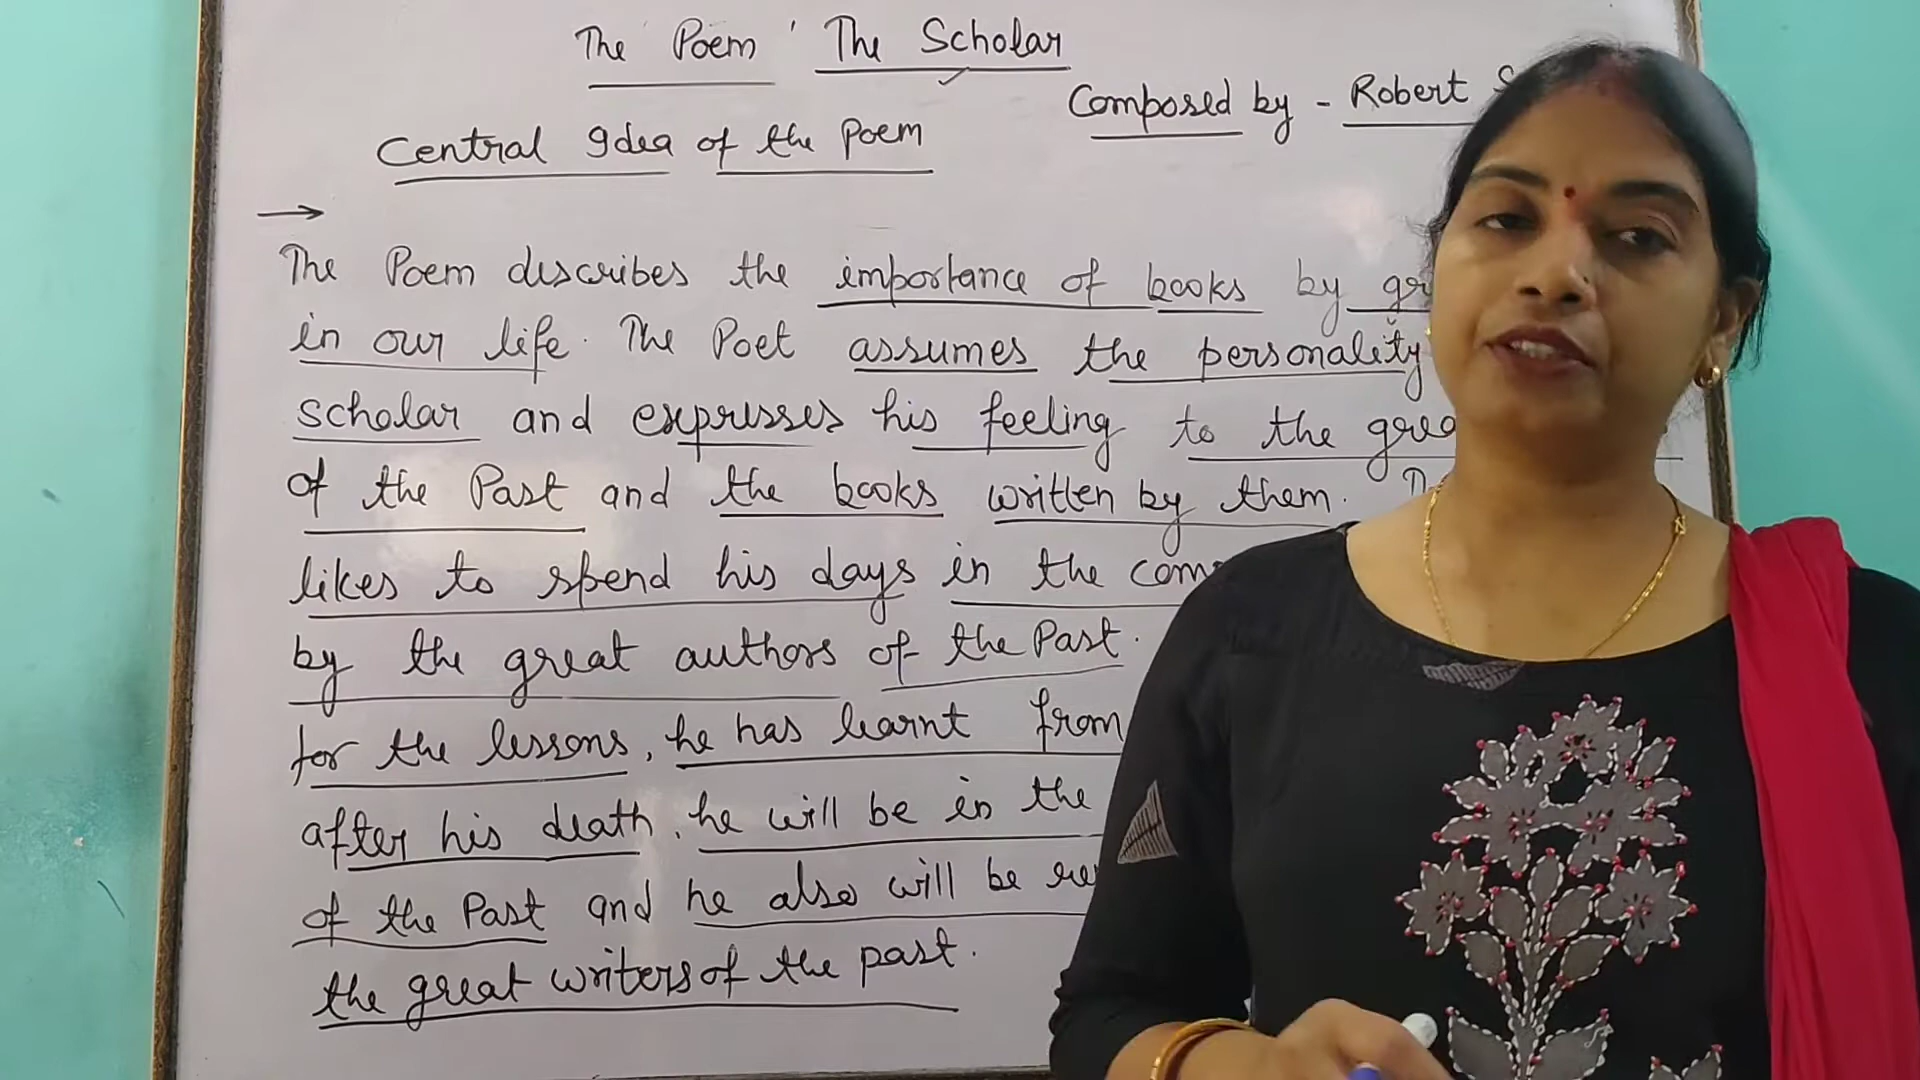 The Poem ' The Scholar
Composed by - Robert
Central Idea of the Poem
→
The Poem describes the importance of books by
in our life. The Poet assumes the personality
scholar and expresses his feeling to the
of the Past and the books written by them.
likes to spend his days in the
by the great authors of the Past.
for the lessons, he has learnt from
after his death, he will be in the
of the Past and he also will be
the great writers of the past.